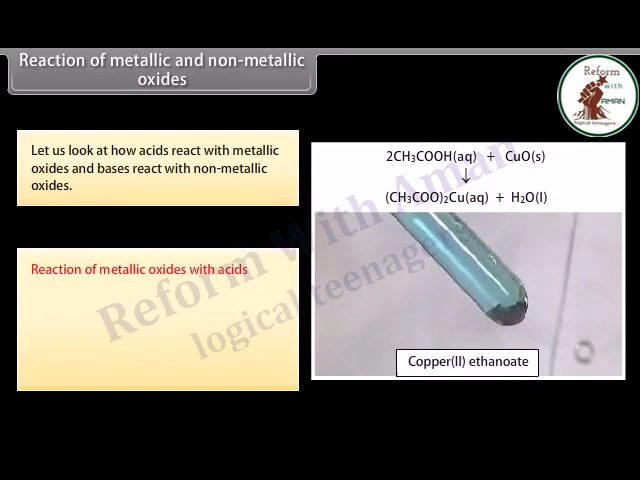 Reaction of metallic and non-metallic
oxides
Reform
with
AMAN
logical teenagers...
Let us look at how acids react with metallic
oxides and bases react with non-metallic
oxides.
2CH₃COOH(aq) + CuO(s)
↓
(CH₃COO)₂Cu(aq) + H₂O(l)
Reaction of metallic oxides with acids
Reform With Aman
logical teenager
Copper(II) ethanoate